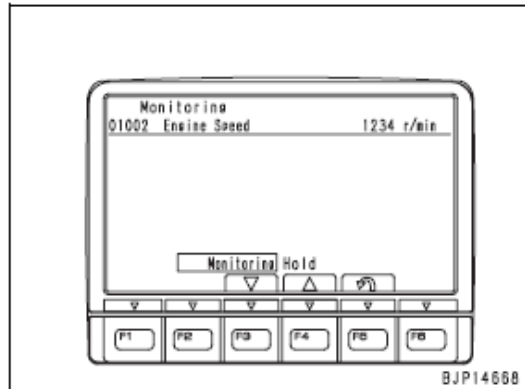 Monitoring
01002 Engine Speed 1234 r/min
Monitoring Hold
F1 F2 F3 F4 F5 F6
BJP14668